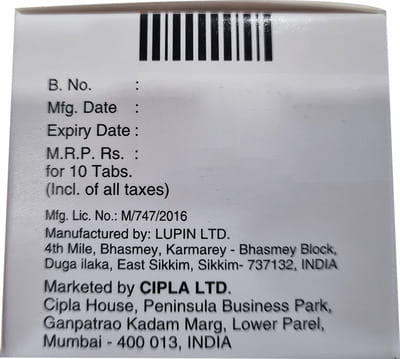 B. No. :
Mfg. Date :
Expiry Date :
M.R.P. Rs. :
for 10 Tabs.
(Incl. of all taxes)
Mfg. Lic. No.: M/747/2016
Manufactured by: LUPIN LTD.
4th Mile, Bhasmey, Karmarey - Bhasmey Block,
Duga ilaka, East Sikkim, Sikkim- 737132, INDIA
Marketed by CIPLA LTD.
Cipla House, Peninsula Business Park,
Ganpatrao Kadam Marg, Lower Parel,
Mumbai - 400 013, INDIA